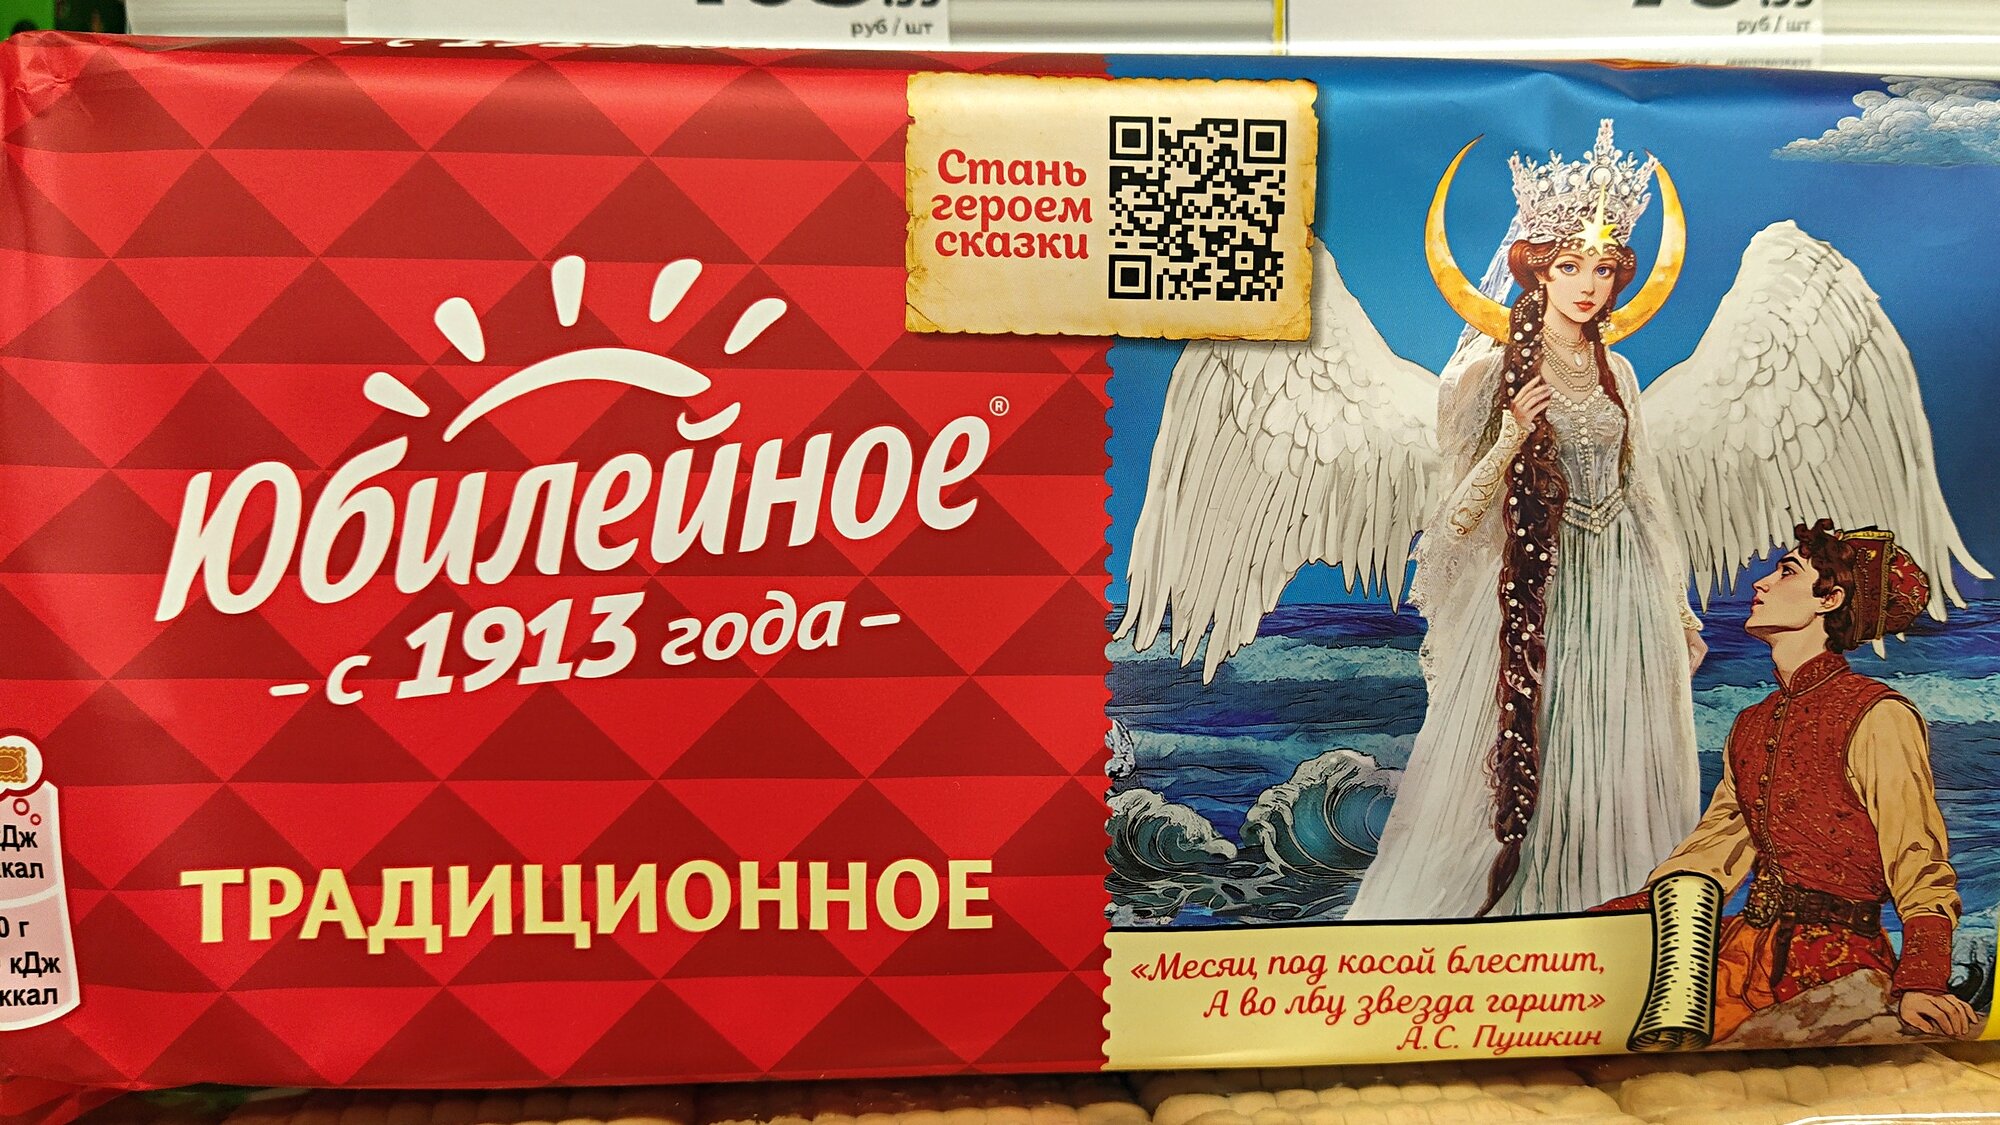 руб / шт
руб / шт
Стань
героем
сказки
Юбилейное®
– с 1913 года –
ТРАДИЦИОННОЕ
кДж
ккал
0 г
кДж
ккал
«Месяц под косой блестит,
А во лбу звезда горит»
А.С. Пушкин